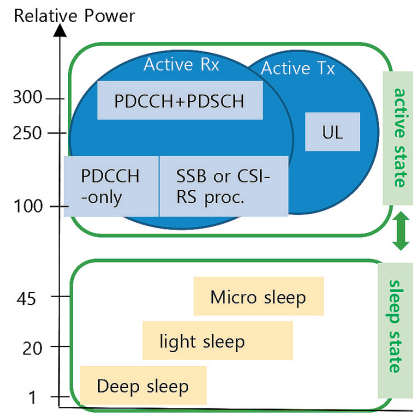 Relative Power
Active Rx
Active Tx
300
PDCCH+PDSCH
250
UL
active state
PDCCH
-only
SSB or CSI-
RS proc.
100
45
Micro sleep
sleep state
20
light sleep
Deep sleep
1